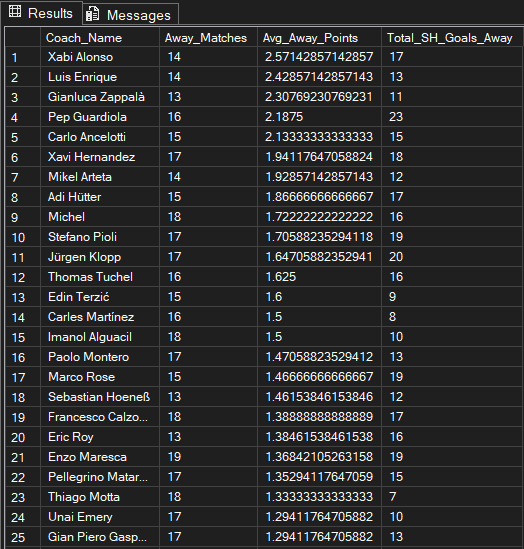 Results Messages
Coach_Name Away_Matches Avg_Away_Points Total_SH_Goals_Away
1 Xabi Alonso 14 2.57142857142857 17
2 Luis Enrique 14 2.42857142857143 13
3 Gianluca Zappalà 13 2.30769230769231 11
4 Pep Guardiola 16 2.1875 23
5 Carlo Ancelotti 15 2.13333333333333 15
6 Xavi Hernandez 17 1.94117647058824 18
7 Mikel Arteta 14 1.92857142857143 12
8 Adi Hütter 15 1.86666666666667 17
9 Michel 18 1.72222222222222 16
10 Stefano Pioli 17 1.70588235294118 19
11 Jürgen Klopp 17 1.64705882352941 20
12 Thomas Tuchel 16 1.625 16
13 Edin Terzić 15 1.6 9
14 Carles Martínez 16 1.5 8
15 Imanol Alguacil 18 1.5 10
16 Paolo Montero 17 1.47058823529412 13
17 Marco Rose 15 1.46666666666667 19
18 Sebastian Hoeneß 13 1.46153846153846 12
19 Francesco Calzo... 18 1.38888888888889 17
20 Eric Roy 13 1.38461538461538 16
21 Enzo Maresca 19 1.36842105263158 19
22 Pellegrino Matar... 17 1.35294117647059 15
23 Thiago Motta 18 1.33333333333333 7
24 Unai Emery 17 1.29411764705882 10
25 Gian Piero Gasp... 17 1.29411764705882 13